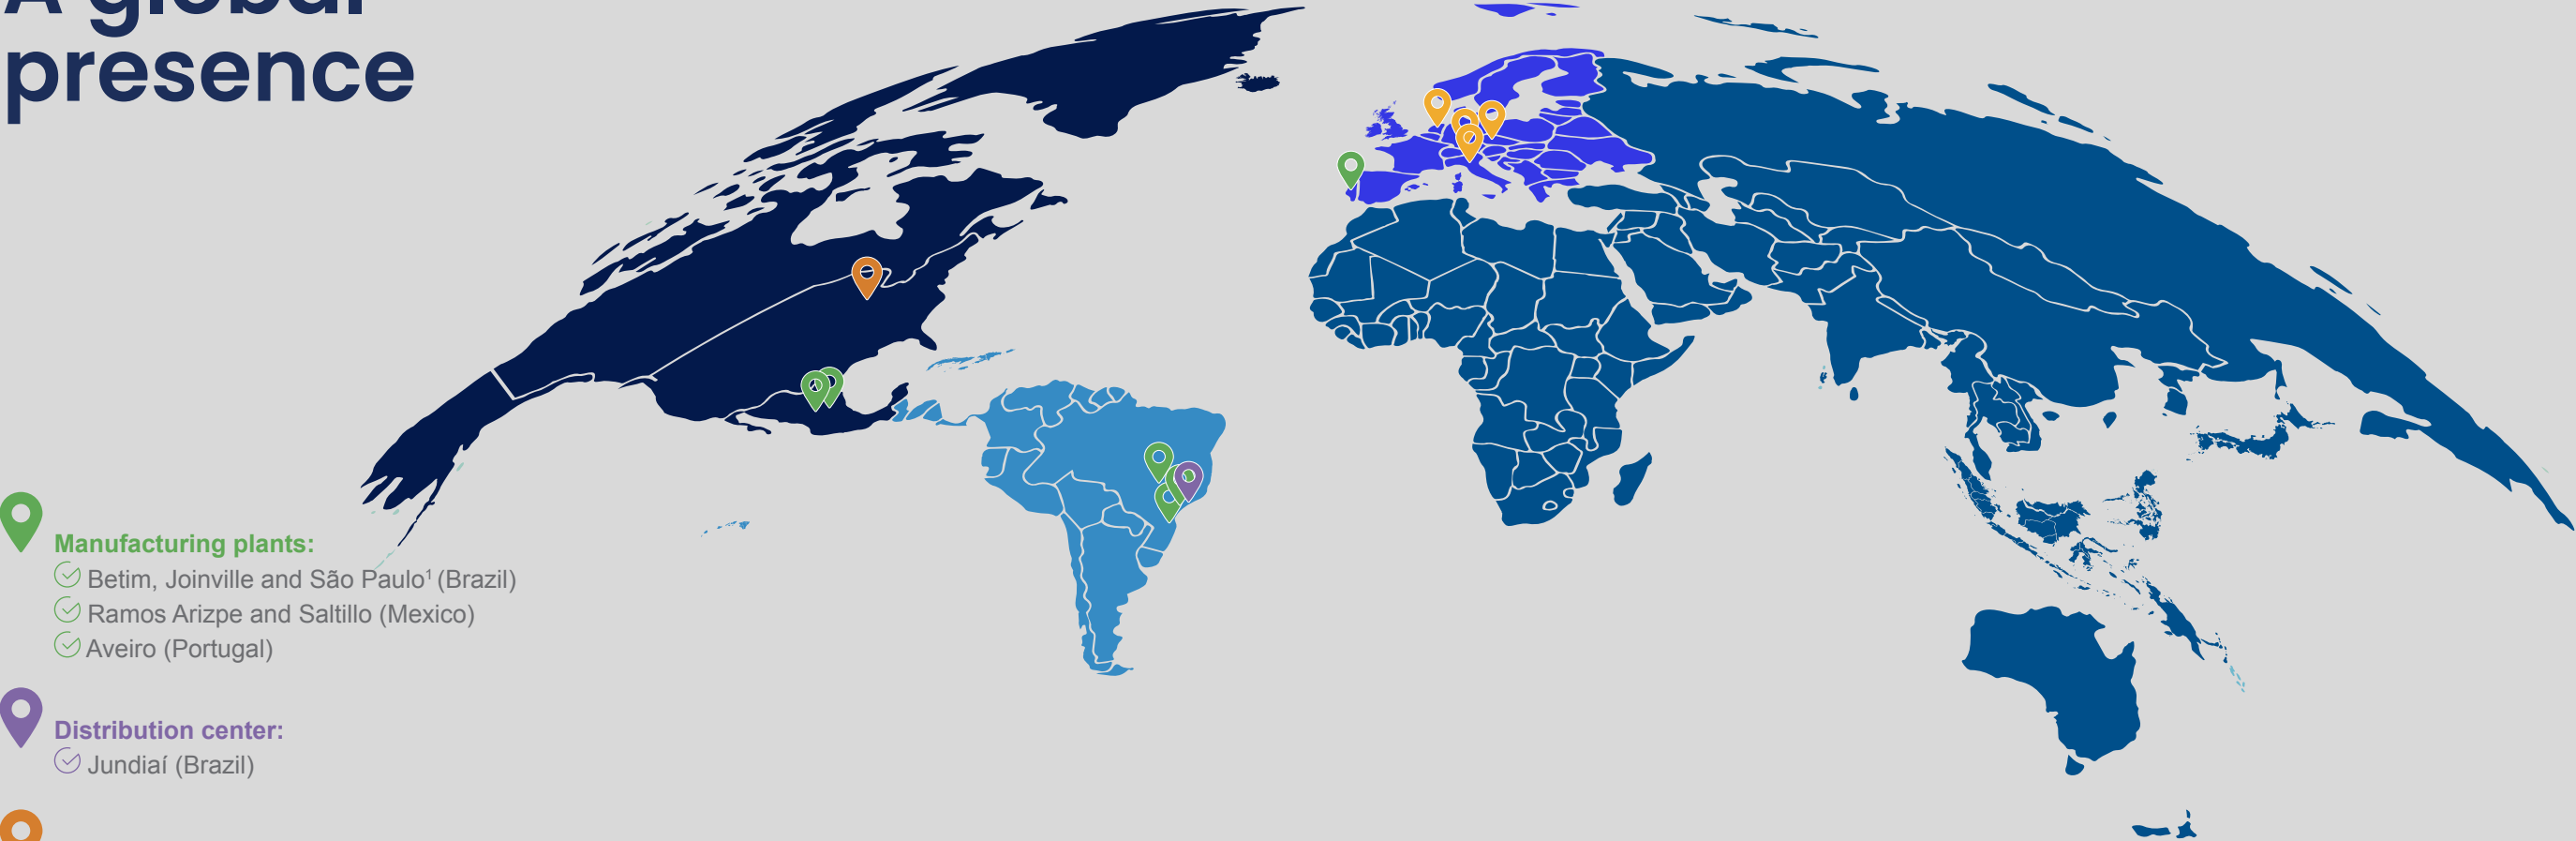 A global
presence
Manufacturing plants:
Betim, Joinville and São Paulo¹ (Brazil)
Ramos Arizpe and Saltillo (Mexico)
Aveiro (Portugal)
Distribution center:
Jundiaí (Brazil)